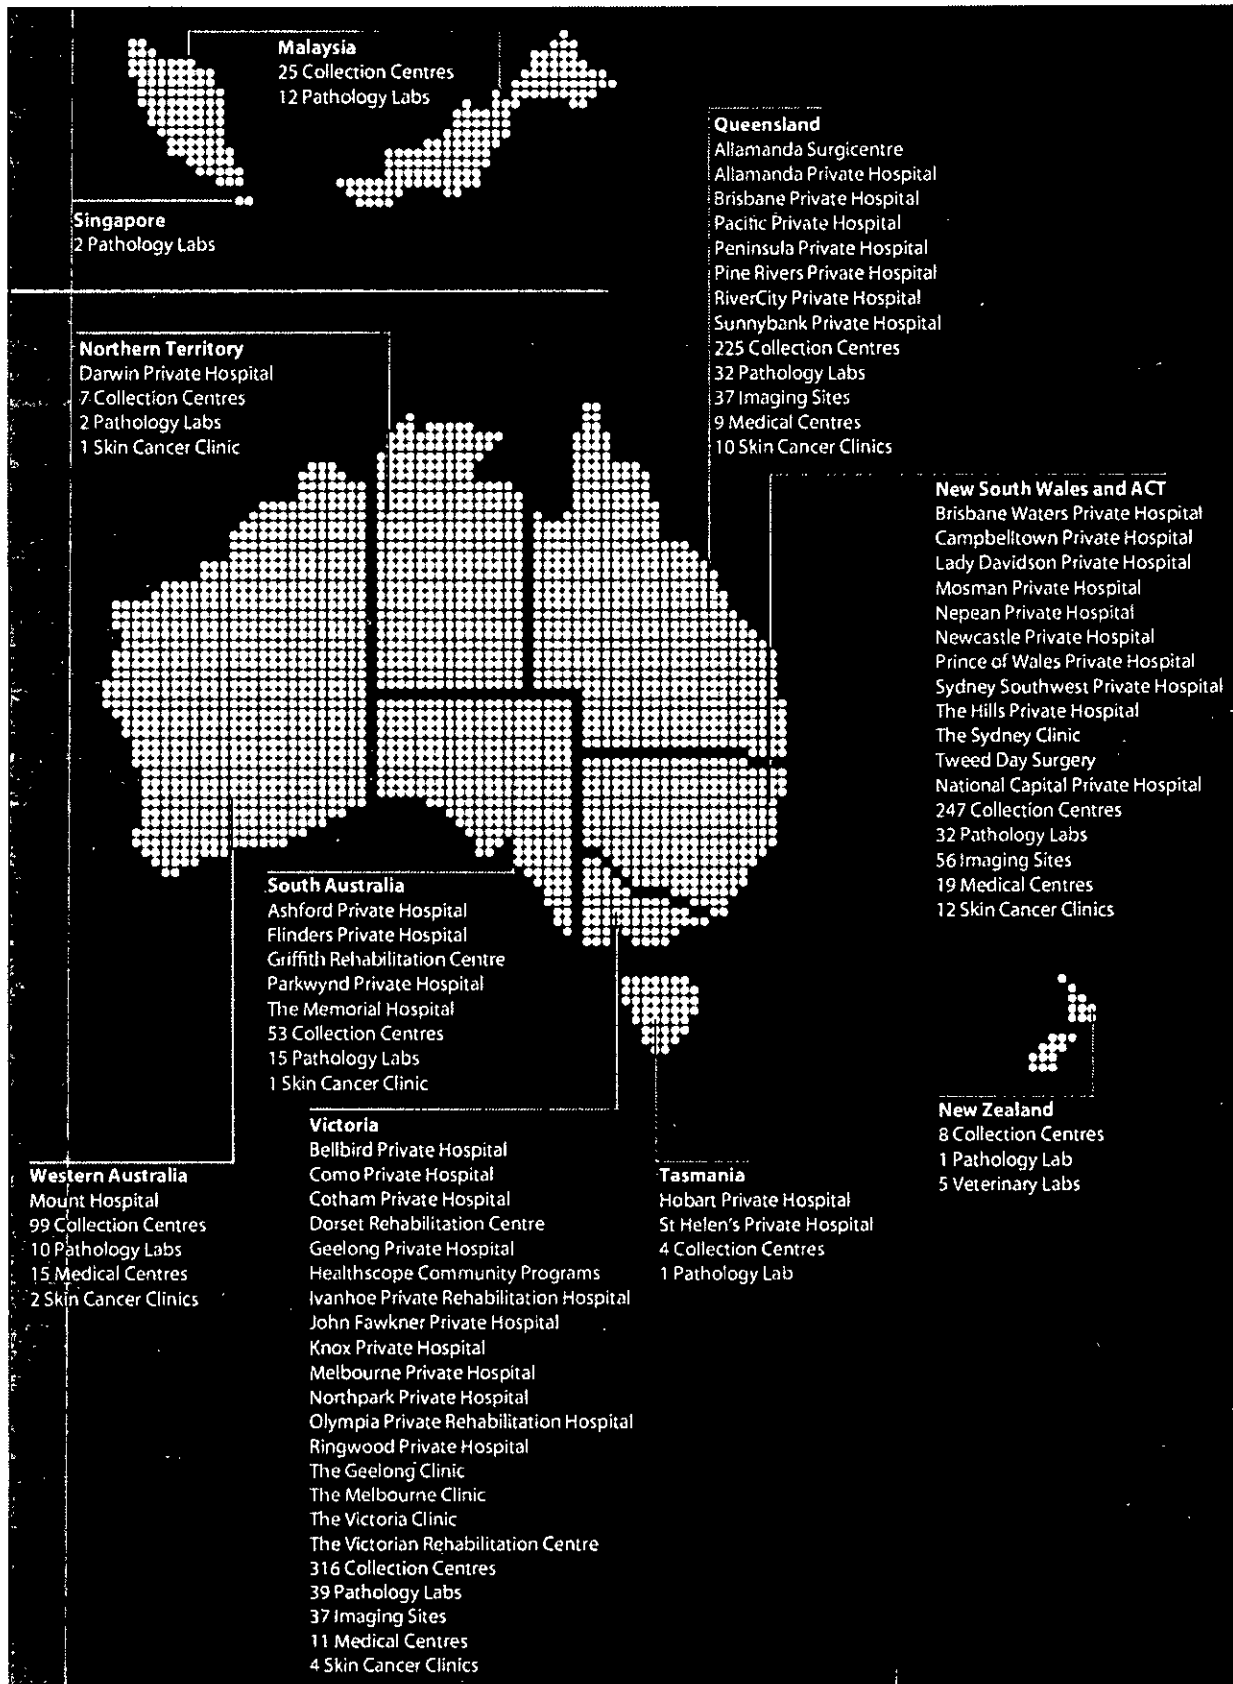 Malaysia
25 Collection Centres
12 Pathology Labs
Singapore
2 Pathology Labs
Queensland
Allamanda Surgicentre
Allamanda Private Hospital
Brisbane Private Hospital
Pacific Private Hospital
Peninsula Private Hospital
Pine Rivers Private Hospital
RiverCity Private Hospital
Sunnybank Private Hospital
225 Collection Centres
32 Pathology Labs
37 Imaging Sites
9 Medical Centres
10 Skin Cancer Clinics
Northern Territory
Darwin Private Hospital
7 Collection Centres
2 Pathology Labs
1 Skin Cancer Clinic
New South Wales and ACT
Brisbane Waters Private Hospital
Campbelltown Private Hospital
Lady Davidson Private Hospital
Mosman Private Hospital
Nepean Private Hospital
Newcastle Private Hospital
Prince of Wales Private Hospital
Sydney Southwest Private Hospital
The Hills Private Hospital
The Sydney Clinic
Tweed Day Surgery
National Capital Private Hospital
247 Collection Centres
32 Pathology Labs
56 Imaging Sites
19 Medical Centres
12 Skin Cancer Clinics
South Australia
Ashford Private Hospital
Flinders Private Hospital
Griffith Rehabilitation Centre
Parkwynd Private Hospital
The Memorial Hospital
53 Collection Centres
15 Pathology Labs
1 Skin Cancer Clinic
New Zealand
8 Collection Centres
1 Pathology Lab
5 Veterinary Labs
Western Australia
Mount Hospital
99 Collection Centres
10 Pathology Labs
15 Medical Centres
2 Skin Cancer Clinics
Victoria
Bellbird Private Hospital
Como Private Hospital
Cotham Private Hospital
Dorset Rehabilitation Centre
Geelong Private Hospital
Healthscope Community Programs
Ivanhoe Private Rehabilitation Hospital
John Fawkner Private Hospital
Knox Private Hospital
Melbourne Private Hospital
Northpark Private Hospital
Olympia Private Rehabilitation Hospital
Ringwood Private Hospital
The Geelong Clinic
The Melbourne Clinic
The Victoria Clinic
The Victorian Rehabilitation Centre
316 Collection Centres
39 Pathology Labs
37 Imaging Sites
11 Medical Centres
4 Skin Cancer Clinics
Tasmania
Hobart Private Hospital
St Helen's Private Hospital
4 Collection Centres
1 Pathology Lab